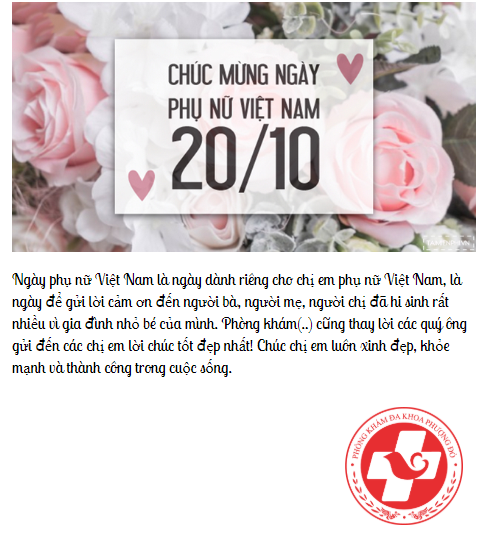 CHÚC MỪNG NGÀY
PHỤ NỮ VIỆT NAM
20/10
Ngày phụ nữ Việt Nam là ngày dành riêng cho chị em phụ nữ Việt Nam, là
ngày để gửi lời cảm ơn đến người bà, người mẹ, người chị đã hi sinh rất
nhiều vì gia đình nhỏ bé của mình. Phòng khám(..) cũng thay lời các quý ông
gửi đến các chị em lời chúc tốt đẹp nhất! Chúc chị em luôn xinh đẹp, khỏe
mạnh và thành công trong cuộc sống.
PHÒNG KHÁM ĐA KHOA PHƯỢNG ĐỎ